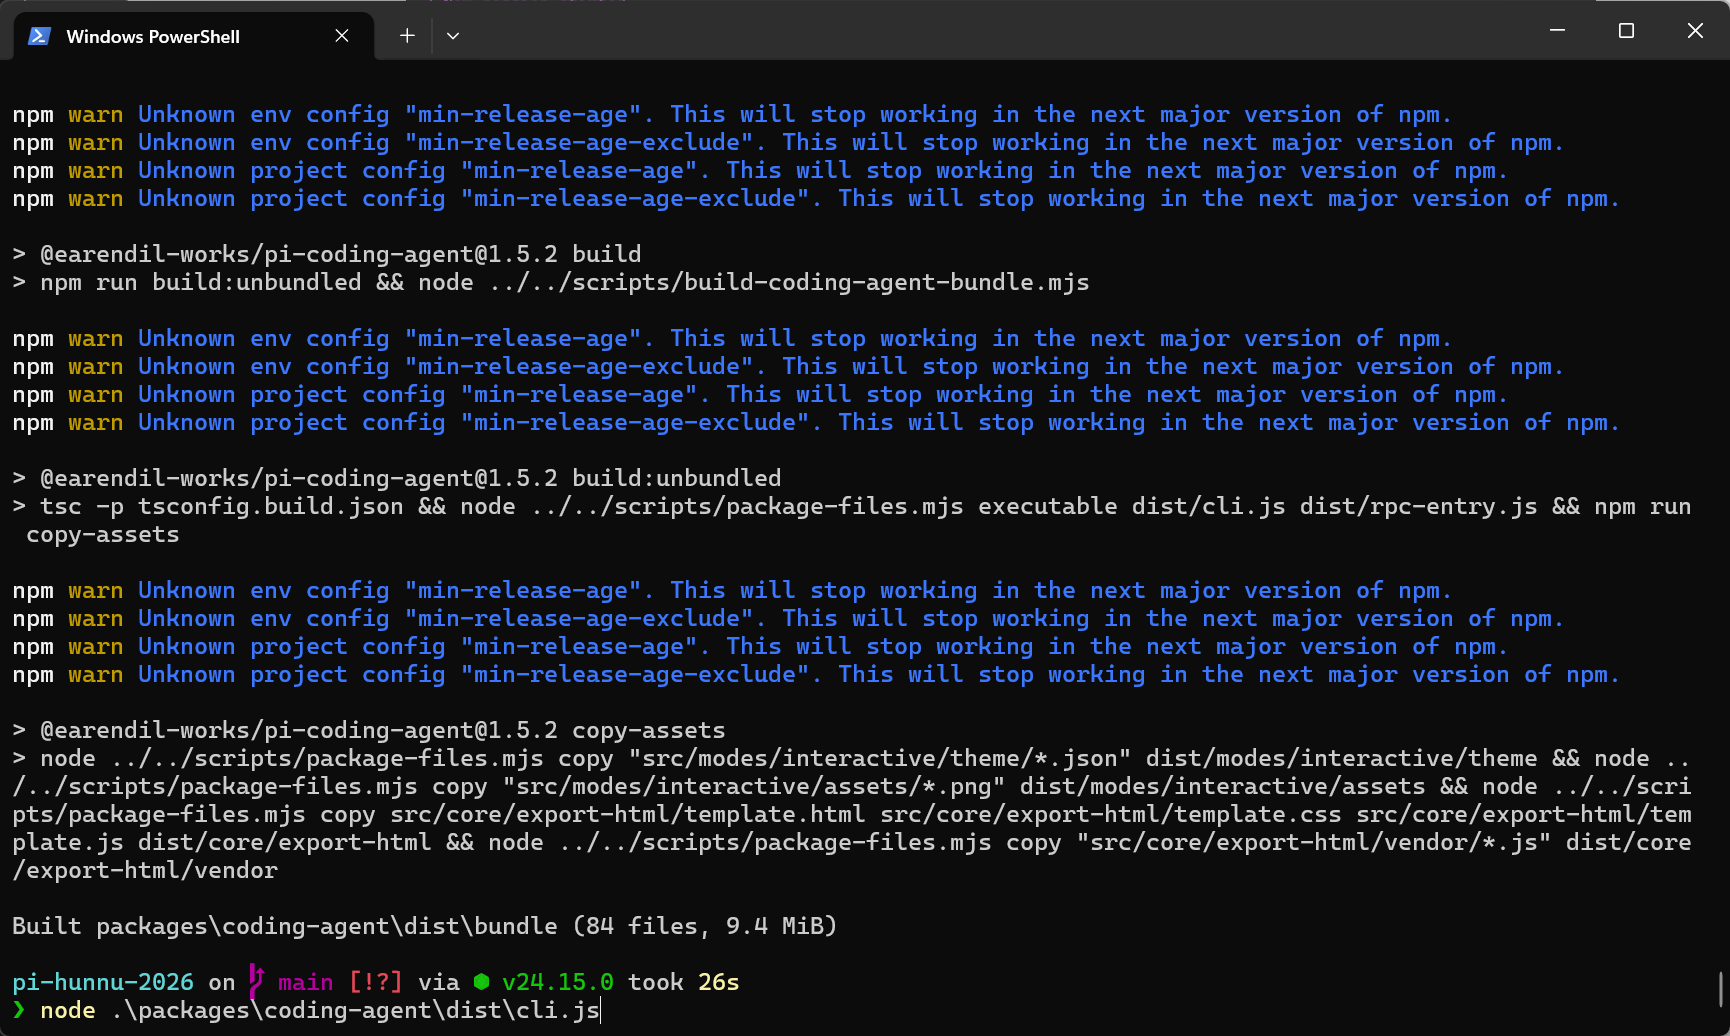 Windows PowerShell
npm warn Unknown env config "min-release-age". This will stop working in the next major version of npm.
npm warn Unknown env config "min-release-age-exclude". This will stop working in the next major version of npm.
npm warn Unknown project config "min-release-age". This will stop working in the next major version of npm.
npm warn Unknown project config "min-release-age-exclude". This will stop working in the next major version of npm.
> @earendil-works/pi-coding-agent@1.5.2 build
> npm run build:unbundled && node ../../scripts/build-coding-agent-bundle.mjs
npm warn Unknown env config "min-release-age". This will stop working in the next major version of npm.
npm warn Unknown env config "min-release-age-exclude". This will stop working in the next major version of npm.
npm warn Unknown project config "min-release-age". This will stop working in the next major version of npm.
npm warn Unknown project config "min-release-age-exclude". This will stop working in the next major version of npm.
> @earendil-works/pi-coding-agent@1.5.2 build:unbundled
> tsc -p tsconfig.build.json && node ../../scripts/package-files.mjs executable dist/cli.js dist/rpc-entry.js && npm run
 copy-assets
npm warn Unknown env config "min-release-age". This will stop working in the next major version of npm.
npm warn Unknown env config "min-release-age-exclude". This will stop working in the next major version of npm.
npm warn Unknown project config "min-release-age". This will stop working in the next major version of npm.
npm warn Unknown project config "min-release-age-exclude". This will stop working in the next major version of npm.
> @earendil-works/pi-coding-agent@1.5.2 copy-assets
> node ../../scripts/package-files.mjs copy "src/modes/interactive/theme/*.json" dist/modes/interactive/theme && node ..
/../scripts/package-files.mjs copy "src/modes/interactive/assets/*.png" dist/modes/interactive/assets && node ../../scri
pts/package-files.mjs copy src/core/export-html/template.html src/core/export-html/template.css src/core/export-html/tem
plate.js dist/core/export-html && node ../../scripts/package-files.mjs copy "src/core/export-html/vendor/*.js" dist/core
/export-html/vendor
Built packages\coding-agent\dist\bundle (84 files, 9.4 MiB)
pi-hunnu-2026 on main [!?] via ⬢ v24.15.0 took 26s
❯ node .\packages\coding-agent\dist\cli.js